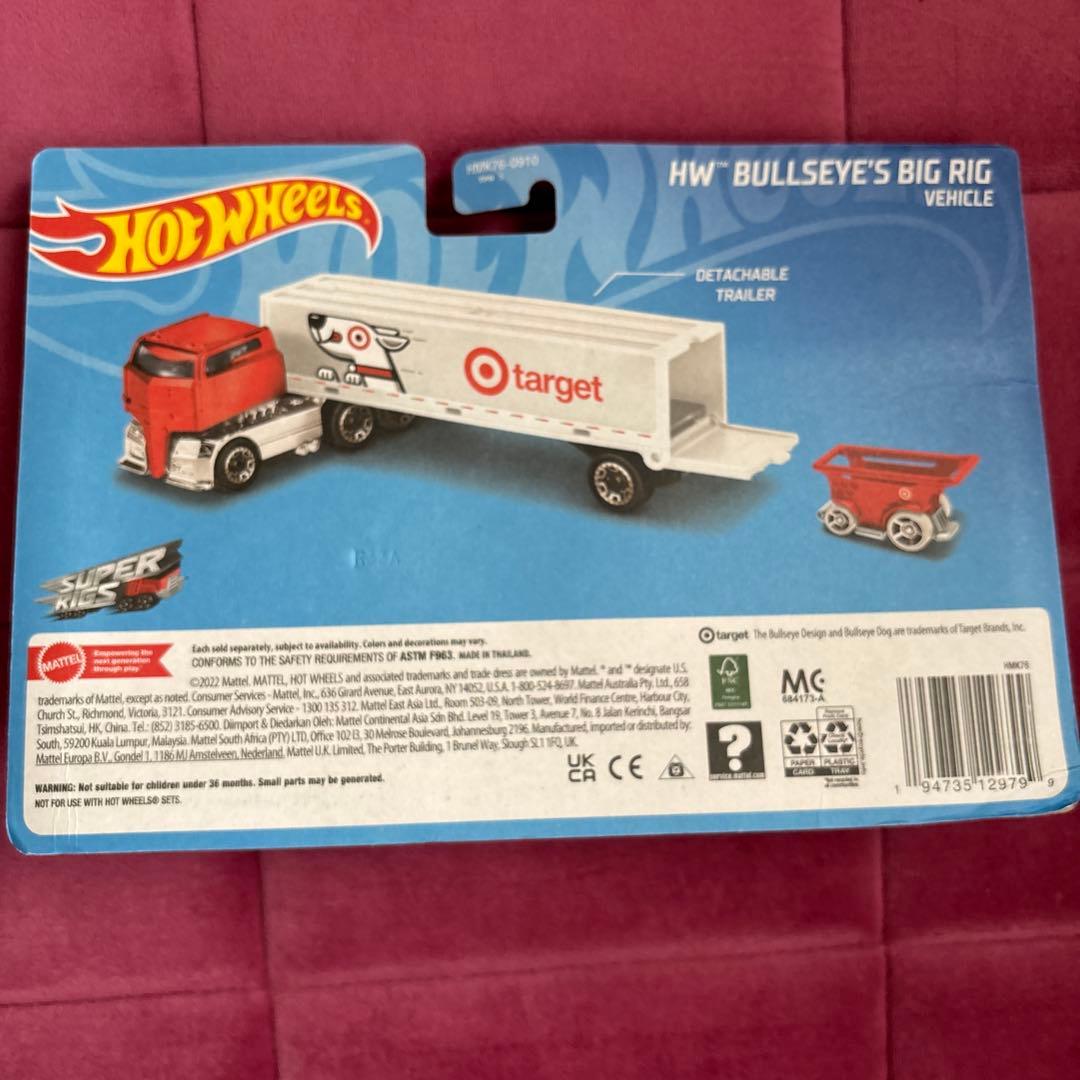 HMK76-0910
HOT WHEELS
HW™ BULLSEYE'S BIG RIG
VEHICLE
DETACHABLE
TRAILER
target
SUPER
RIGS
MATTEL
Empowering the
next generation
through play
Each sold separately, subject to availability. Colors and decorations may vary.
CONFORMS TO THE SAFETY REQUIREMENTS OF ASTM F963. MADE IN THAILAND.
©2022 Mattel. MATTEL, HOT WHEELS and associated trademarks and trade dress are owned by Mattel. ® and ™ designate U.S.
trademarks of Mattel, except as noted. Consumer Services - Mattel, Inc., 636 Girard Avenue, East Aurora, NY 14052, U.S.A. 1-800-524-8697. Mattel Australia Pty. Ltd., 658
Church St., Richmond, Victoria, 3121. Consumer Advisory Service - 1300 135 312. Mattel East Asia Ltd., Room 503-09, North Tower, World Finance Centre, Harbour City,
Tsimshatsui, HK, China. Tel.: (852) 3185-6500. Diimport & Diedarkan Oleh: Mattel Continental Asia Sdn Bhd. Level 19, Tower 3, Avenue 7, No. 8 Jalan Kerinchi, Bangsar
South, 59200 Kuala Lumpur, Malaysia. Mattel South Africa (PTY) LTD, Office 102 I3, 30 Melrose Boulevard, Johannesburg 2196. Manufactured, imported or distributed by:
Mattel Europa B.V., Gondel 1, 1186 MJ Amstelveen, Nederland. Mattel U.K. Limited, The Porter Building, 1 Brunel Way, Slough SL1 1FQ, UK.
WARNING: Not suitable for children under 36 months. Small parts may be generated.
NOT FOR USE WITH HOT WHEELS® SETS.
UK
CA
CE
target The Bullseye Design and Bullseye Dog are trademarks of Target Brands, Inc.
FSC
MC
684173-A
service.mattel.com
PAPER
CARD
PLASTIC
TRAY
HMK76
1 94735 12979 9